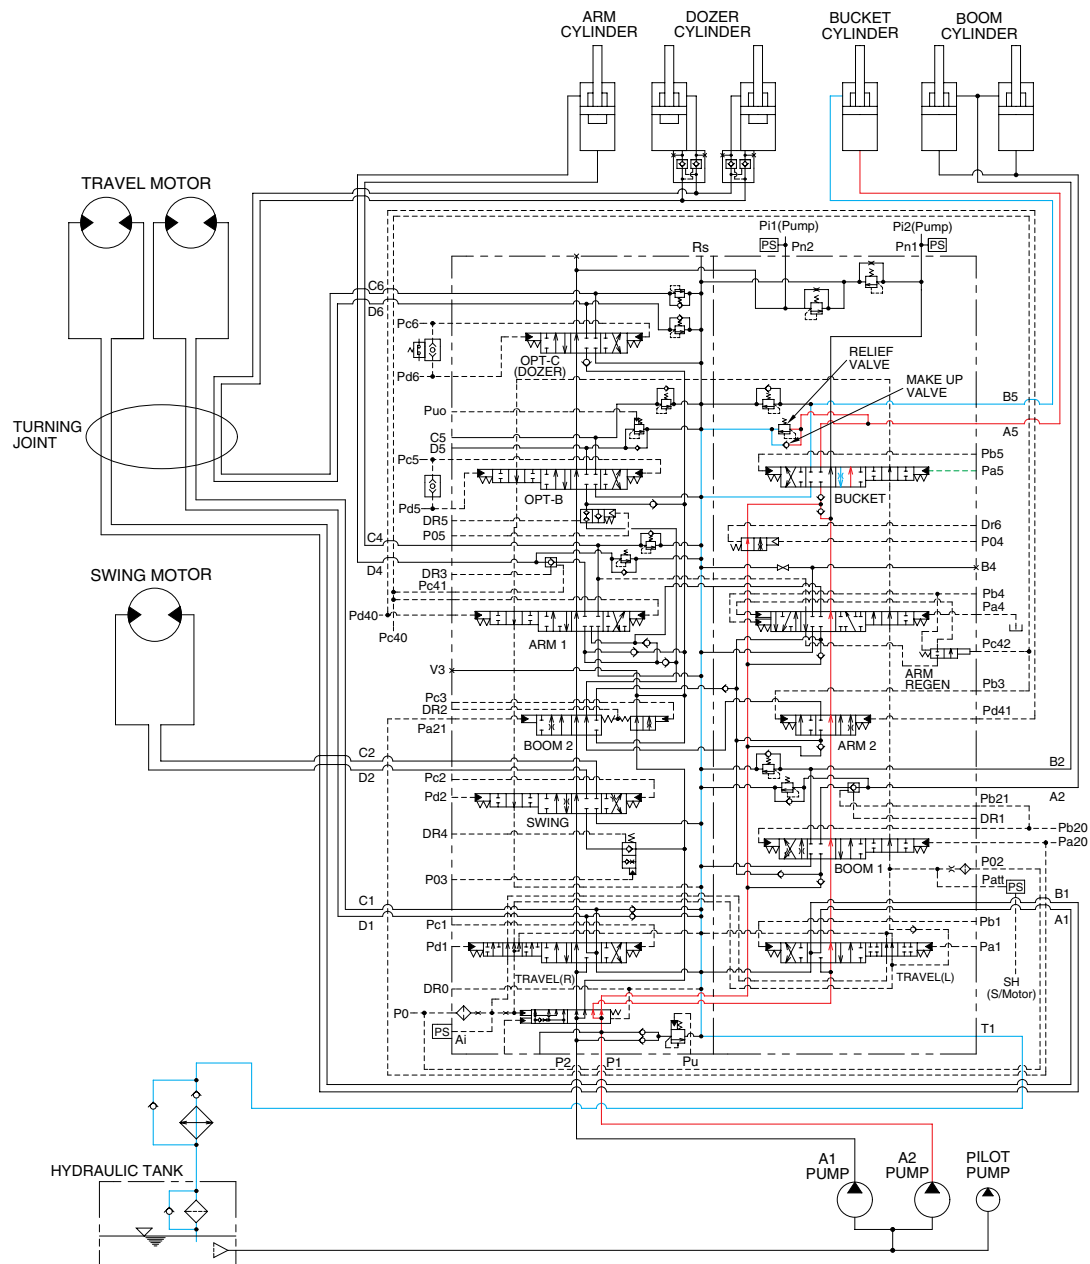 ARM
CYLINDER
DOZER
CYLINDER
BUCKET
CYLINDER
BOOM
CYLINDER
TRAVEL MOTOR
Pi1(Pump)
Pi2(Pump)
PS
Pn2
Rs
Pn1
PS
C6
D6
Pc6
Pd6
OPT-C
(DOZER)
RELIEF
VALVE
MAKE UP
VALVE
B5
A5
Puo
C5
D5
TURNING
JOINT
Pc5
Pd5
OPT-B
DR5
P05
Pb5
Pa5
BUCKET
Dr6
P04
B4
C4
D4
DR3
Pc41
Pd40
Pc40
SWING MOTOR
ARM 1
Pb4
Pa4
Pc42
ARM
REGEN
V3
Pc3
DR2
Pa21
BOOM 2
Pb3
Pd41
ARM 2
C2
D2
B2
A2
Pc2
Pd2
SWING
Pb21
DR1
Pb20
Pa20
DR4
P03
BOOM 1
P02
Patt
PS
C1
D1
B1
A1
Pc1
Pd1
TRAVEL(R)
Pb1
Pa1
TRAVEL(L)
SH
(S/Motor)
DR0
P0
PS
Ai
T1
P2
P1
Pu
HYDRAULIC TANK
A1
PUMP
A2
PUMP
PILOT
PUMP